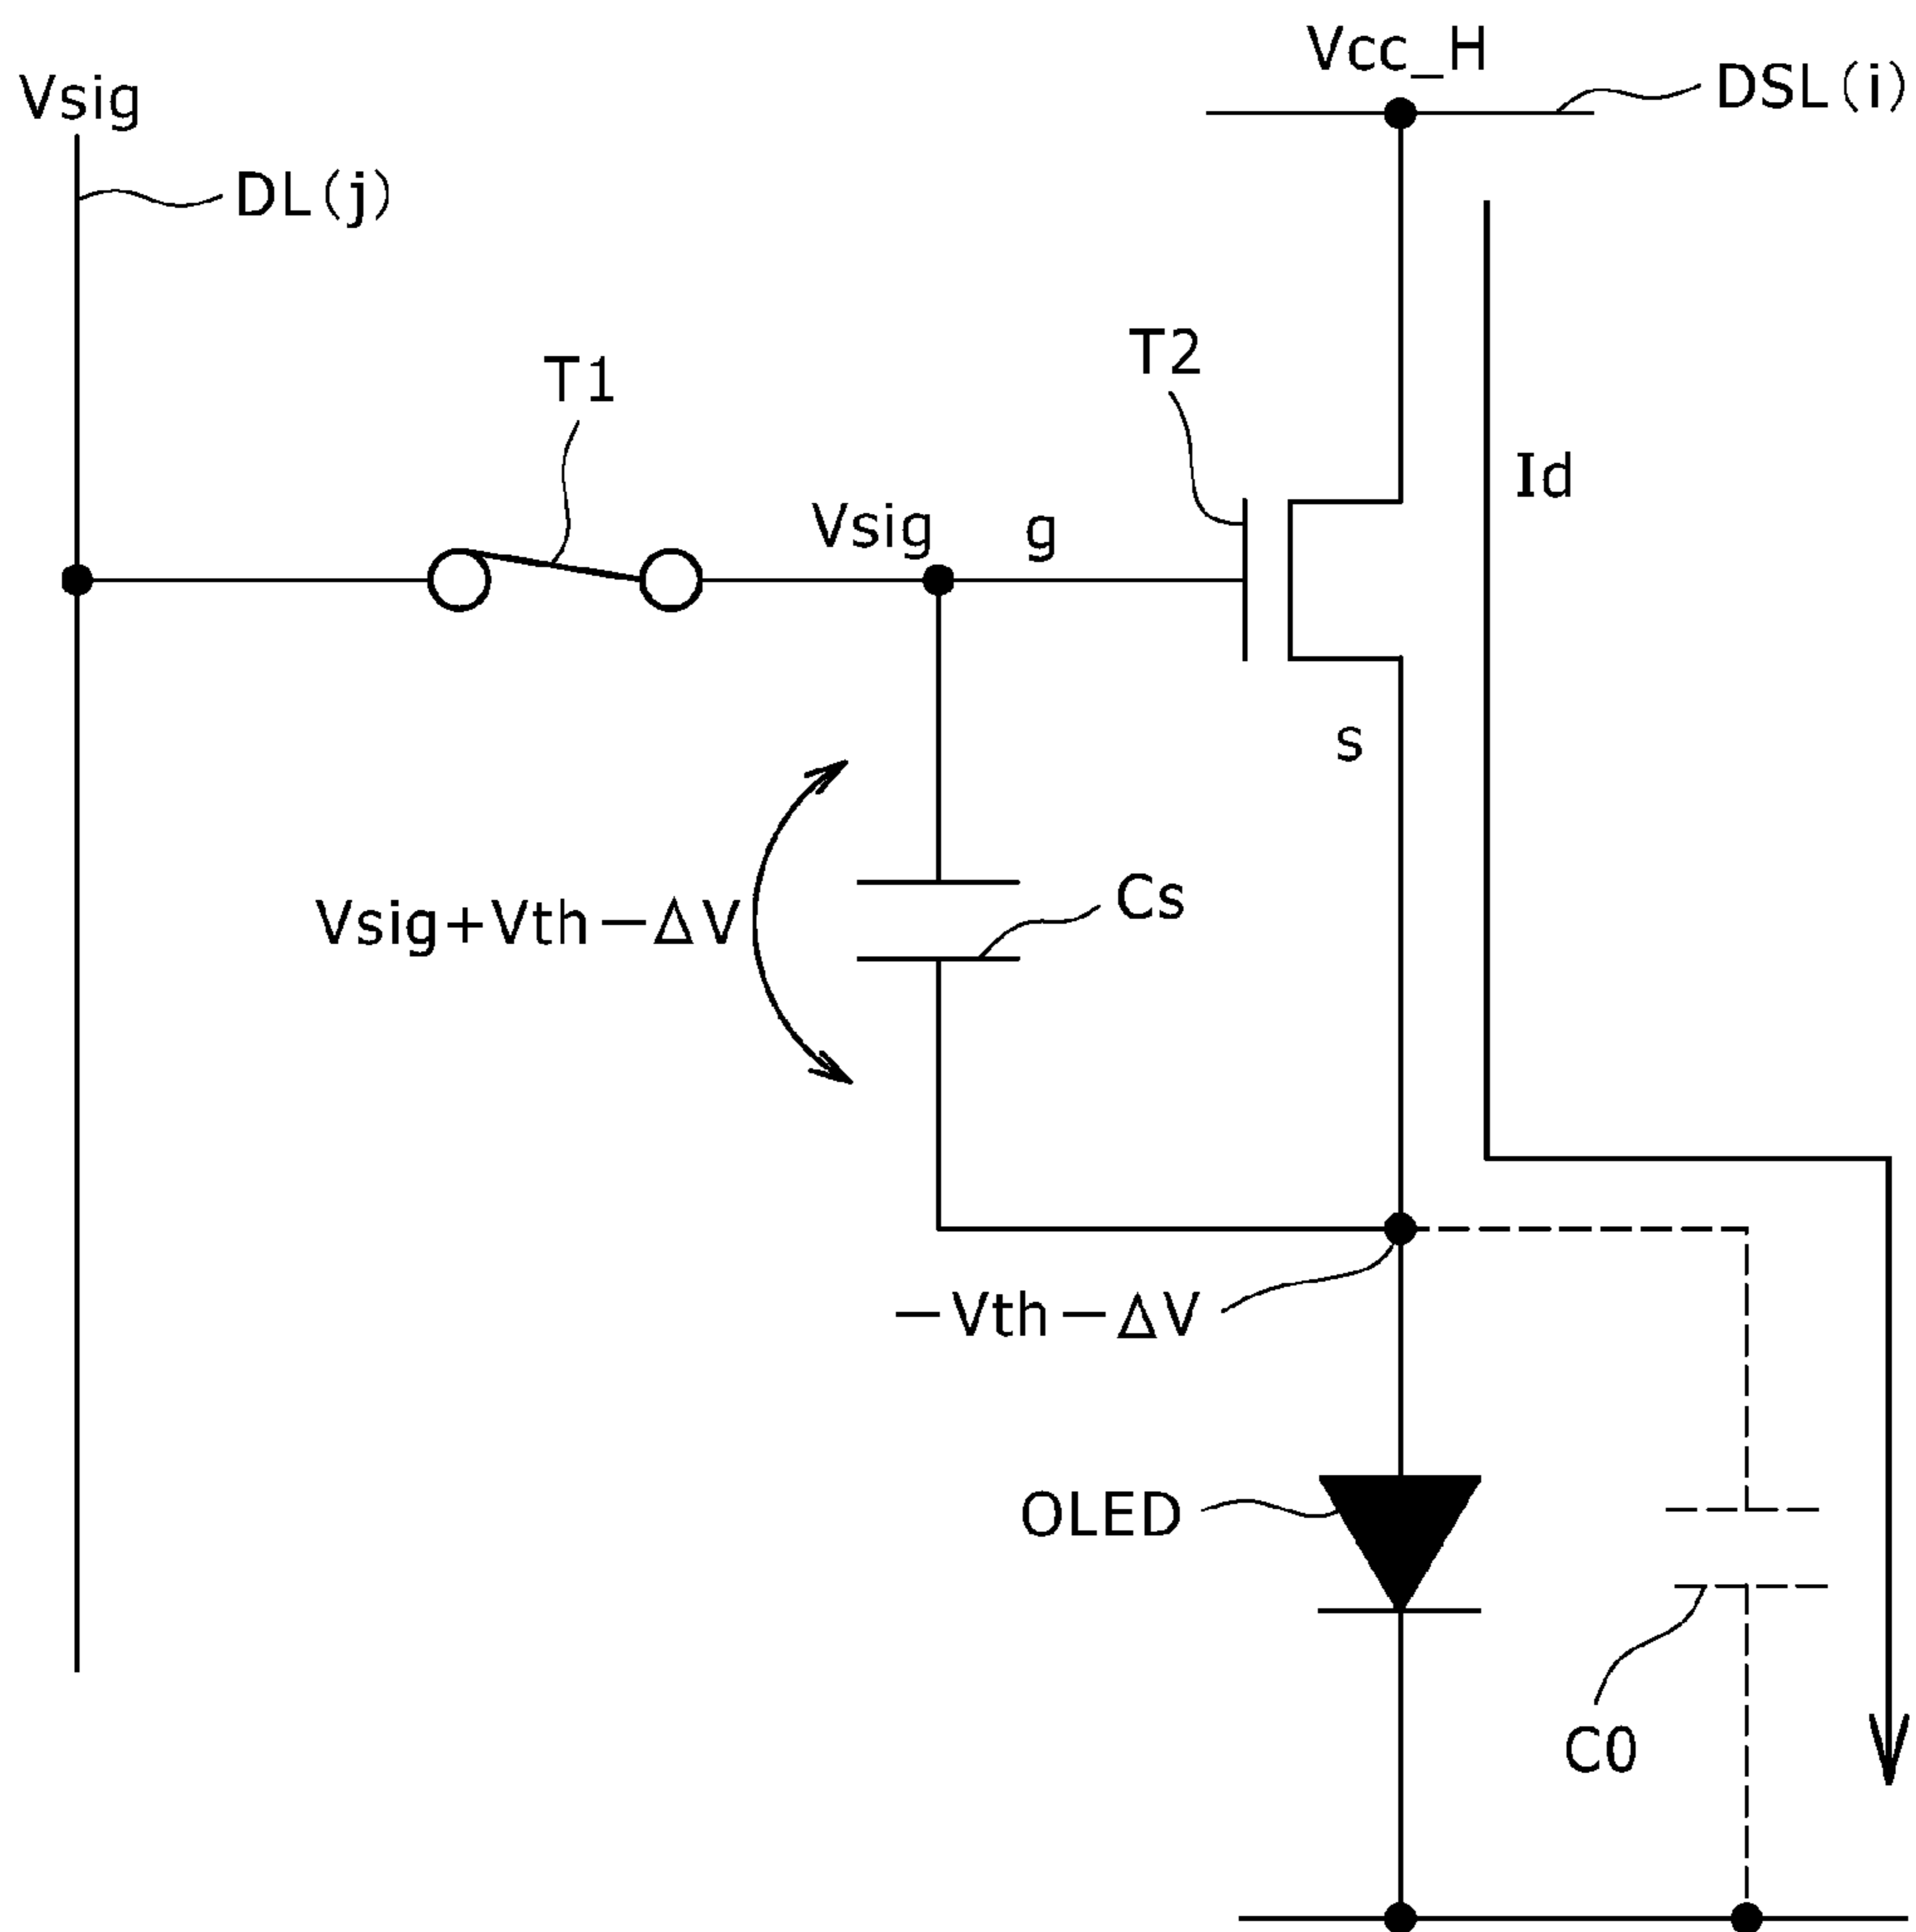 Vcc_H
DSL(i)
Vsig
DL(j)
T2
T1
Id
Vsig
g
s
Cs
Vsig+Vth−ΔV
−Vth−ΔV
OLED
C0